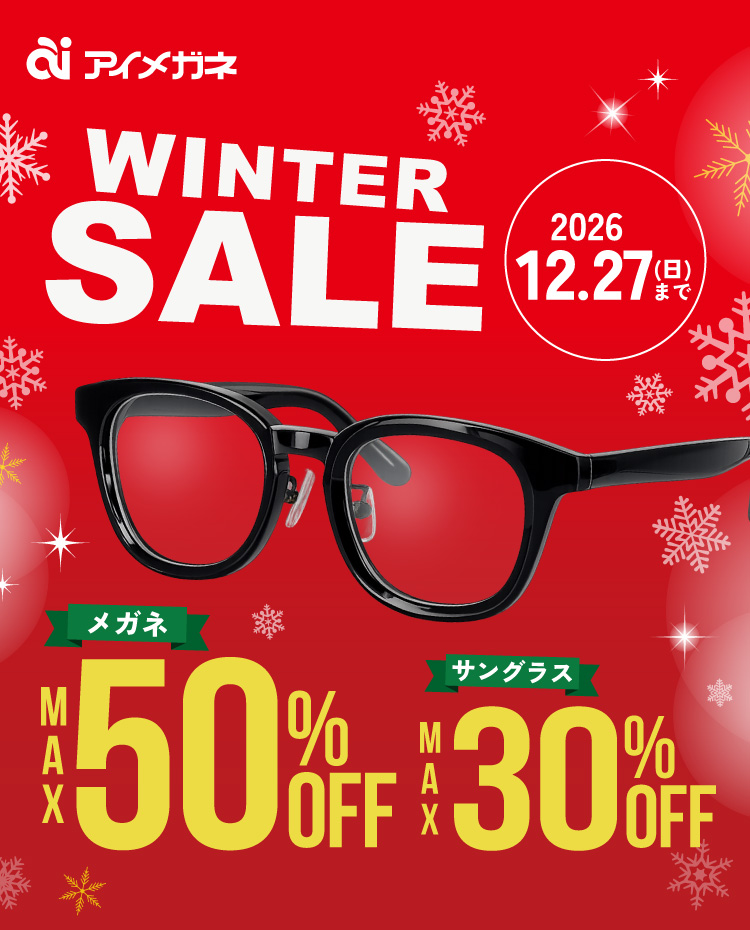 ai アイメガネ
WINTER
SALE
2026
12.27(日)まで
メガネ
MAX 50%OFF
サングラス
MAX 30%OFF